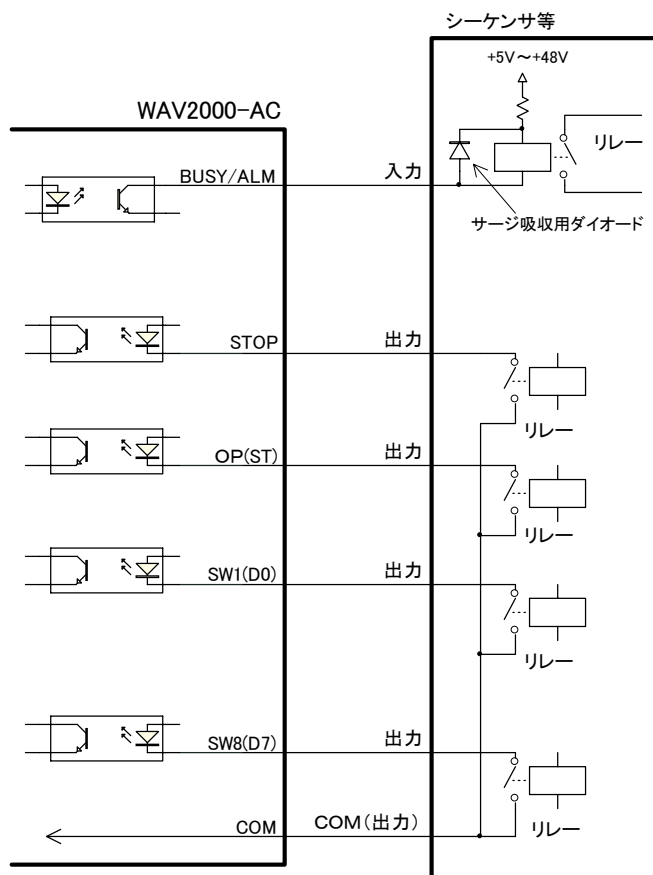 シーケンサ等
+5V～+48V
WAV2000-AC
リレー
BUSY/ALM
入力
サージ吸収用ダイオード
STOP
出力
リレー
OP(ST)
出力
リレー
SW1(D0)
出力
リレー
SW8(D7)
出力
COM
COM(出力)
リレー